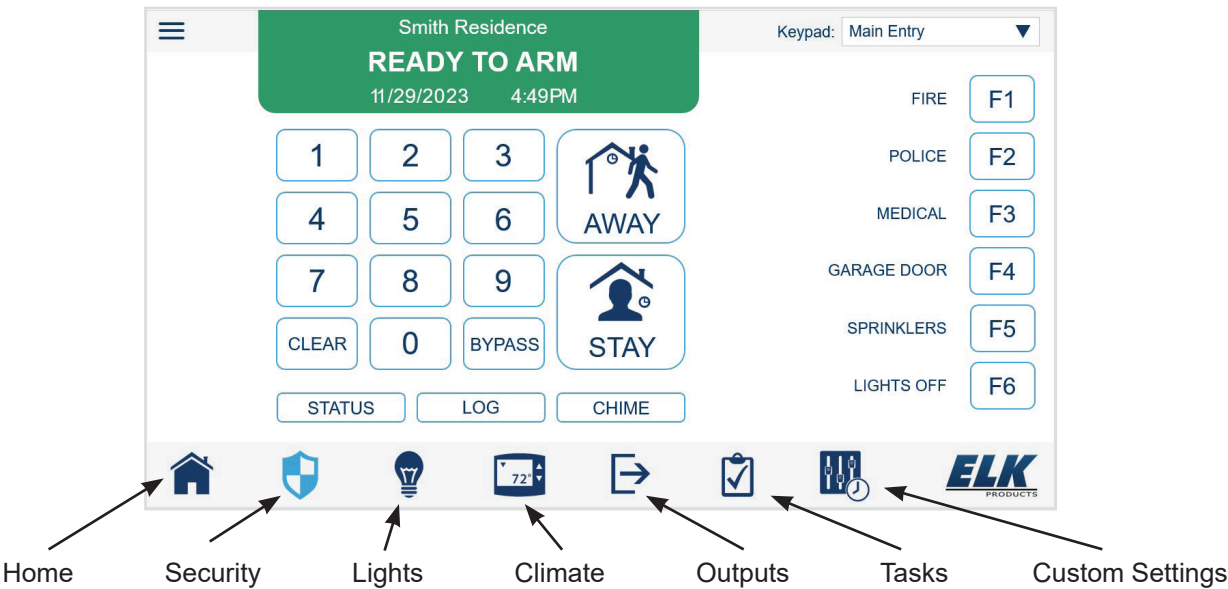 Smith Residence
READY TO ARM
11/29/2023 4:49PM
Keypad: Main Entry
1 2 3
4 5 6
7 8 9
CLEAR 0 BYPASS
AWAY
STAY
STATUS LOG CHIME
FIRE F1
POLICE F2
MEDICAL F3
GARAGE DOOR F4
SPRINKLERS F5
LIGHTS OFF F6
72°
ELK
PRODUCTS
Home Security Lights Climate Outputs Tasks Custom Settings